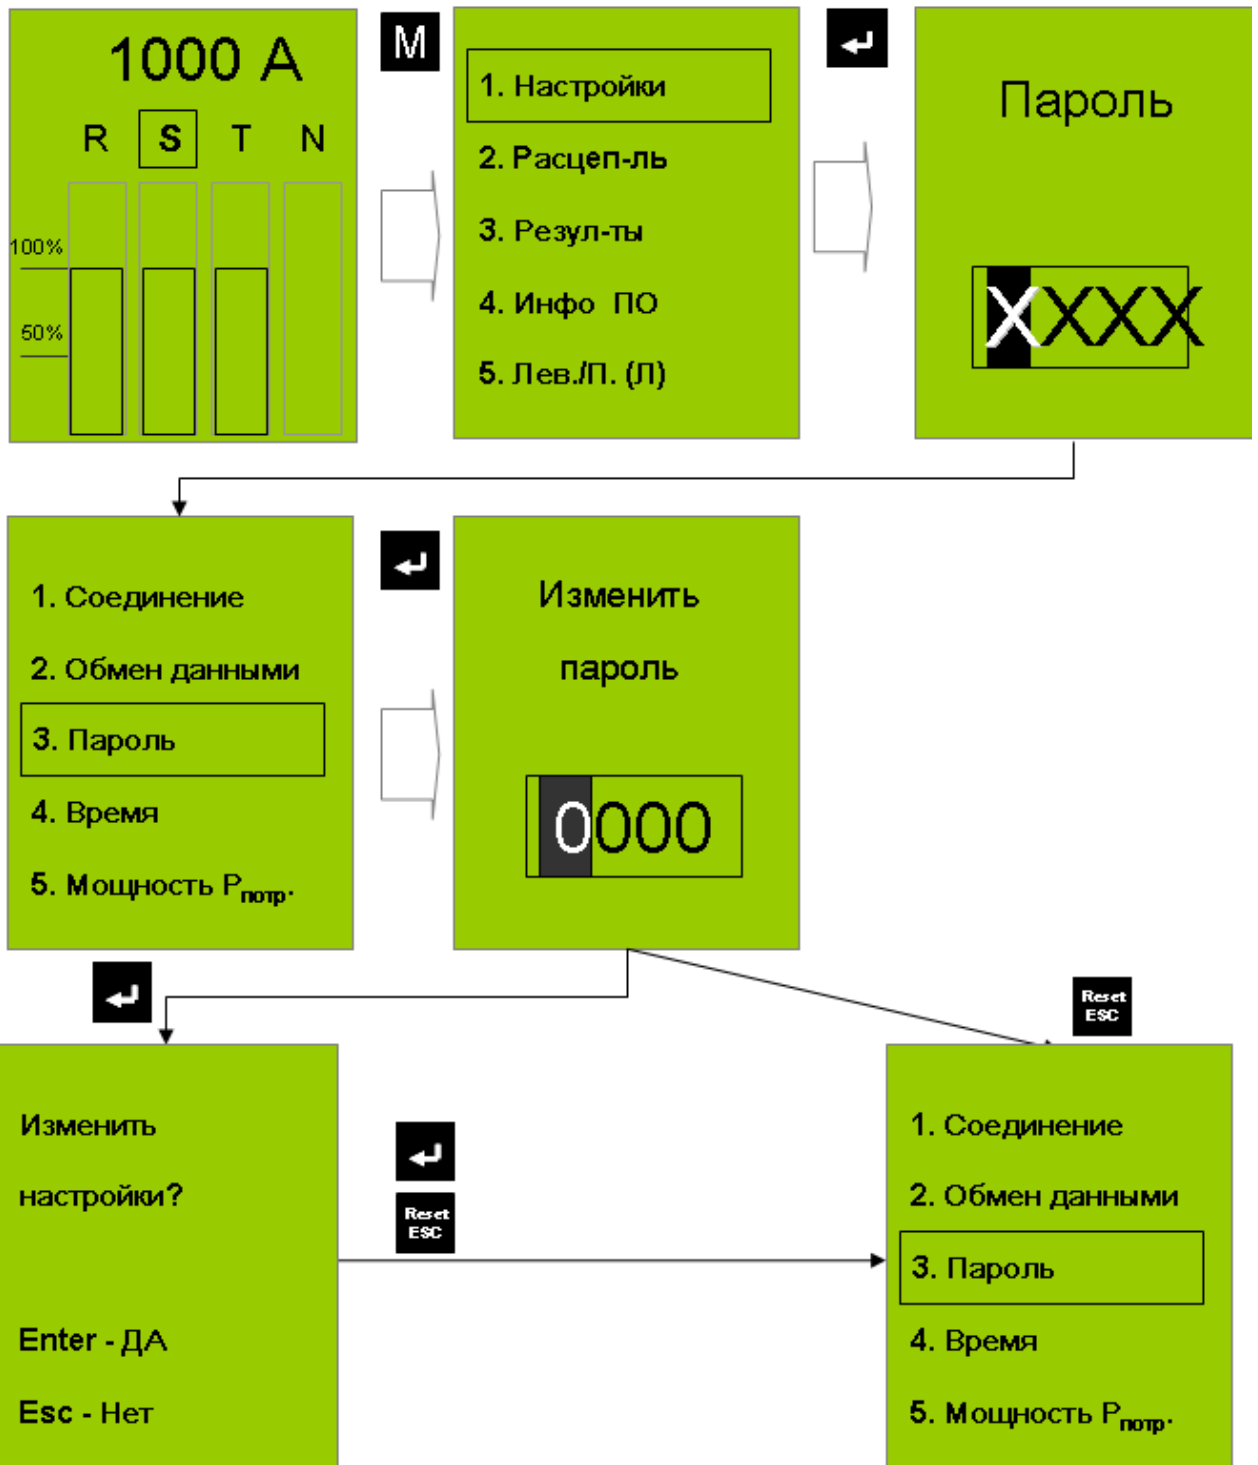 1000 A
R S T N
100%
50%
M
1. Настройки
2. Расцеп-ль
3. Резул-ты
4. Инфо ПО
5. Лев./П. (Л)
Пароль
XXXX
1. Соединение
2. Обмен данными
3. Пароль
4. Время
5. Мощность Рпотр.
Изменить
пароль
0000
Изменить
настройки?
Enter - ДА
Esc - Нет
Reset
ESC
Reset
ESC
1. Соединение
2. Обмен данными
3. Пароль
4. Время
5. Мощность Рпотр.